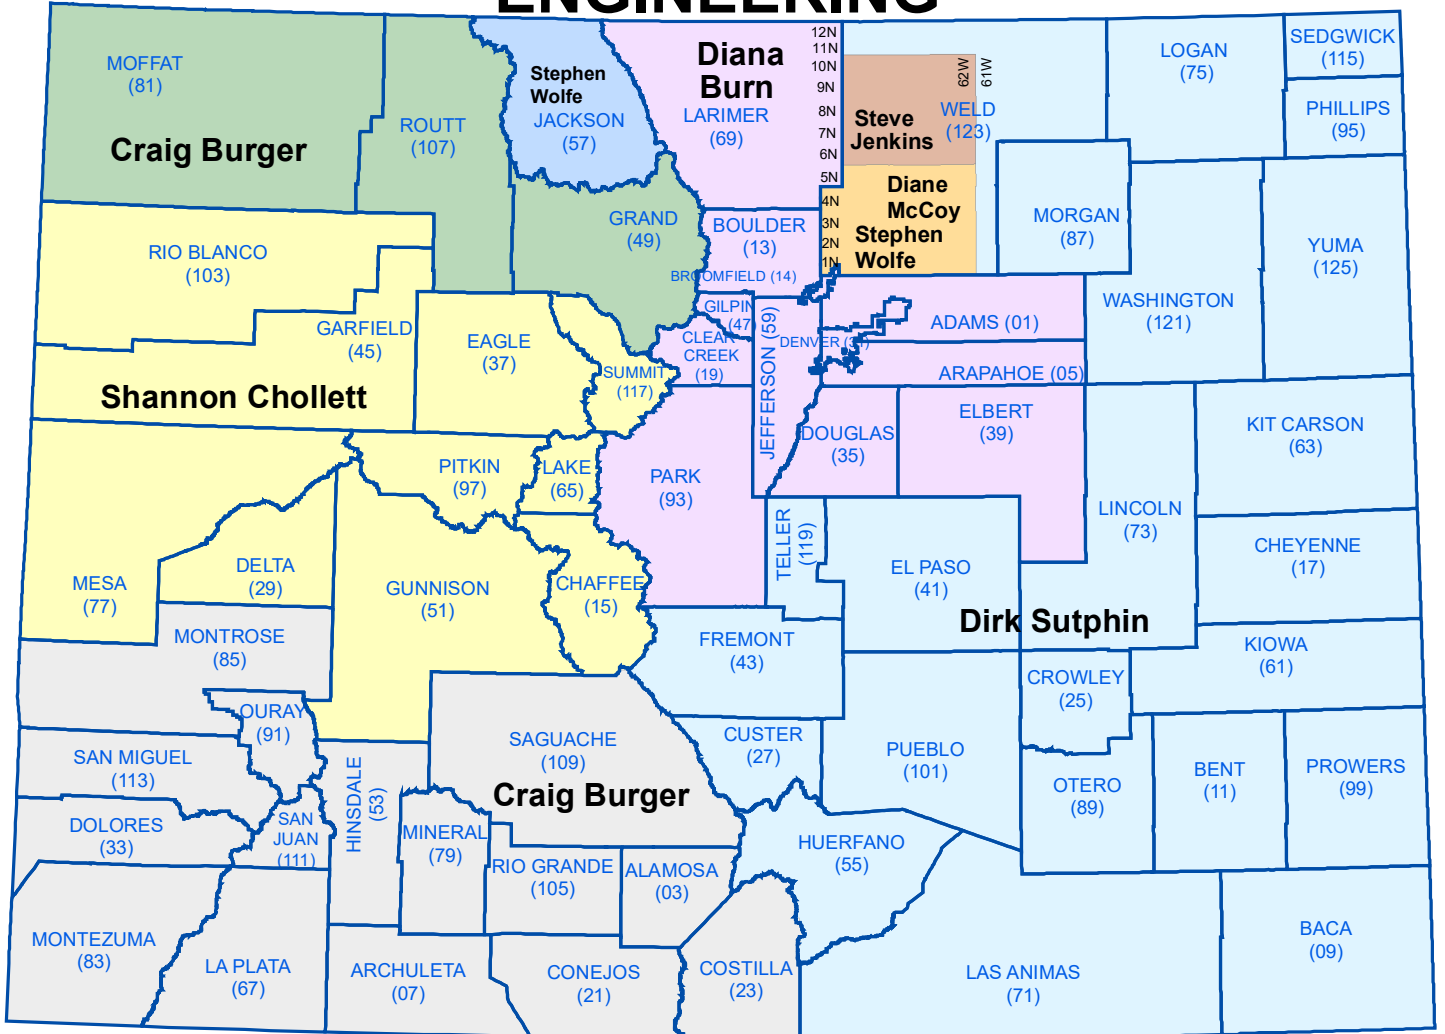 ENGINEERING
MOFFAT
(81)
Craig Burger
ROUTT
(107)
Stephen
Wolfe
JACKSON
(57)
Diana
Burn
LARIMER
(69)
12N
11N
10N
9N
8N
7N
6N
5N
4N
3N
2N
1N
62W
61W
WELD
(123)
Steve
Jenkins
Diane
McCoy
Stephen
Wolfe
LOGAN
(75)
SEDGWICK
(115)
PHILLIPS
(95)
MORGAN
(87)
YUMA
(125)
WASHINGTON
(121)
RIO BLANCO
(103)
GRAND
(49)
BOULDER
(13)
BROOMFIELD (14)
GILPIN
(47)
CLEAR
CREEK
(19)
JEFFERSON (59)
DENVER (31)
ADAMS (01)
ARAPAHOE (05)
GARFIELD
(45)
EAGLE
(37)
SUMMIT
(117)
Shannon Chollett
DOUGLAS
(35)
ELBERT
(39)
KIT CARSON
(63)
PITKIN
(97)
LAKE
(65)
PARK
(93)
LINCOLN
(73)
TELLER
(119)
EL PASO
(41)
CHEYENNE
(17)
MESA
(77)
DELTA
(29)
GUNNISON
(51)
CHAFFEE
(15)
Dirk Sutphin
MONTROSE
(85)
FREMONT
(43)
KIOWA
(61)
CROWLEY
(25)
OURAY
(91)
SAN MIGUEL
(113)
SAGUACHE
(109)
Craig Burger
CUSTER
(27)
PUEBLO
(101)
OTERO
(89)
BENT
(11)
PROWERS
(99)
HINSDALE
(53)
DOLORES
(33)
SAN
JUAN
(111)
MINERAL
(79)
RIO GRANDE
(105)
ALAMOSA
(03)
HUERFANO
(55)
MONTEZUMA
(83)
LA PLATA
(67)
ARCHULETA
(07)
CONEJOS
(21)
COSTILLA
(23)
LAS ANIMAS
(71)
BACA
(09)